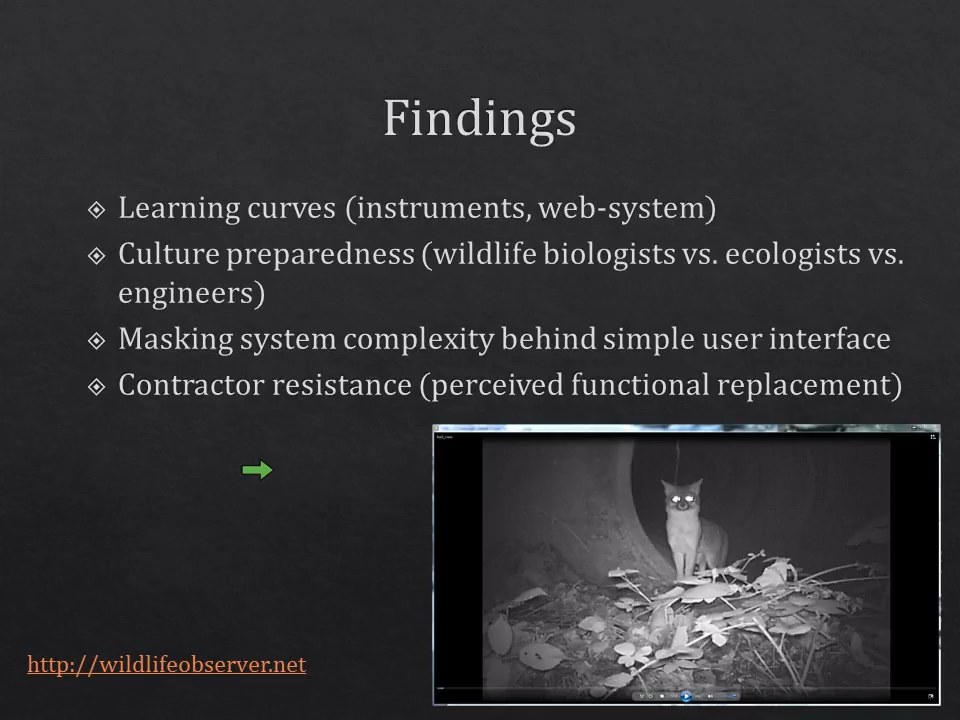 Findings
Learning curves (instruments, web-system)
Culture preparedness (wildlife biologists vs. ecologists vs.
engineers)
Masking system complexity behind simple user interface
Contractor resistance (perceived functional replacement)
http://wildlifeobserver.net